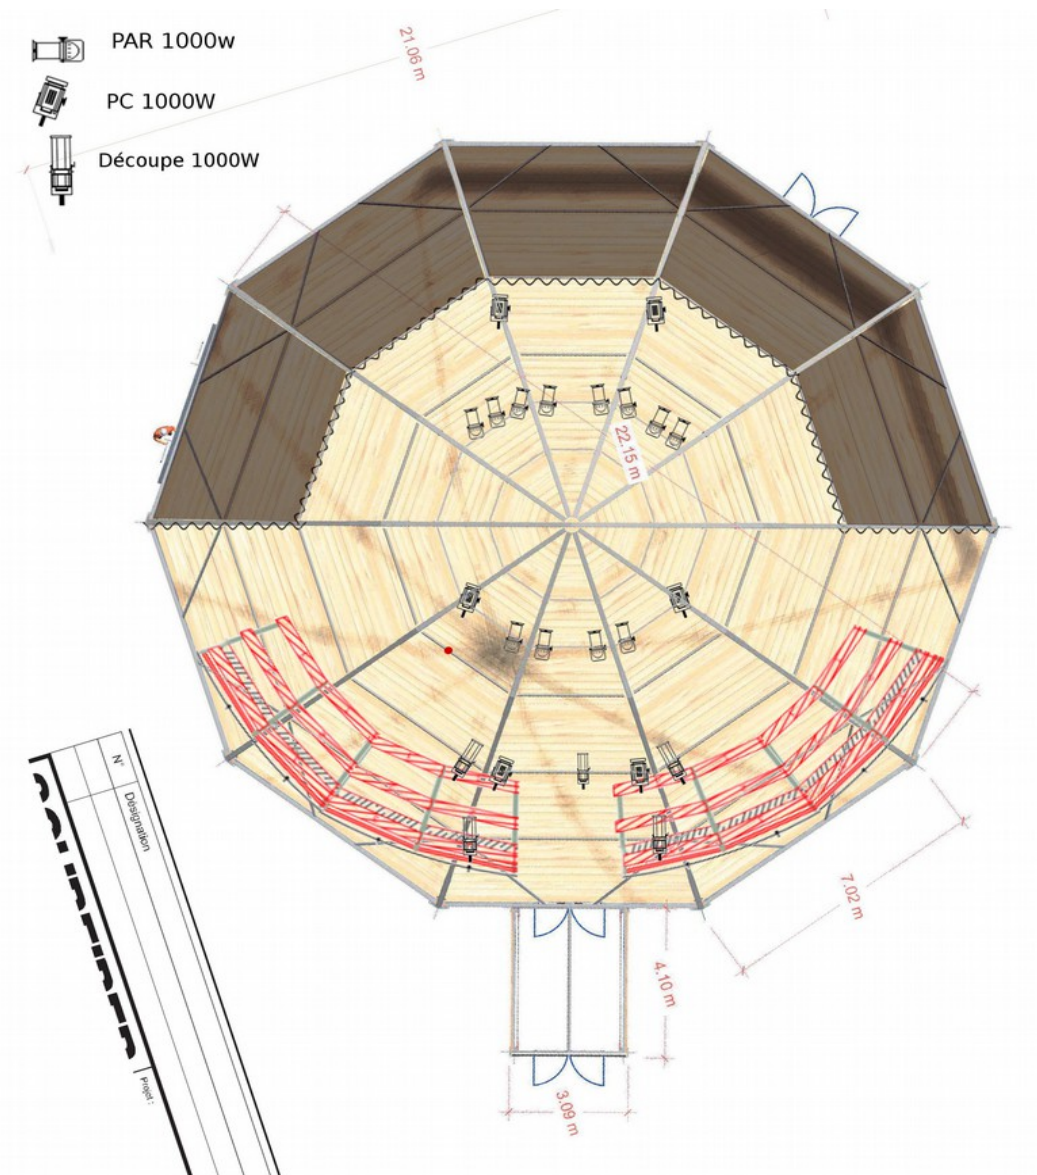 PAR 1000w
PC 1000W
Découpe 1000W
21.06 m
22.15 m
7.02 m
4.10 m
3.09 m
N°
Désignation
Projet :